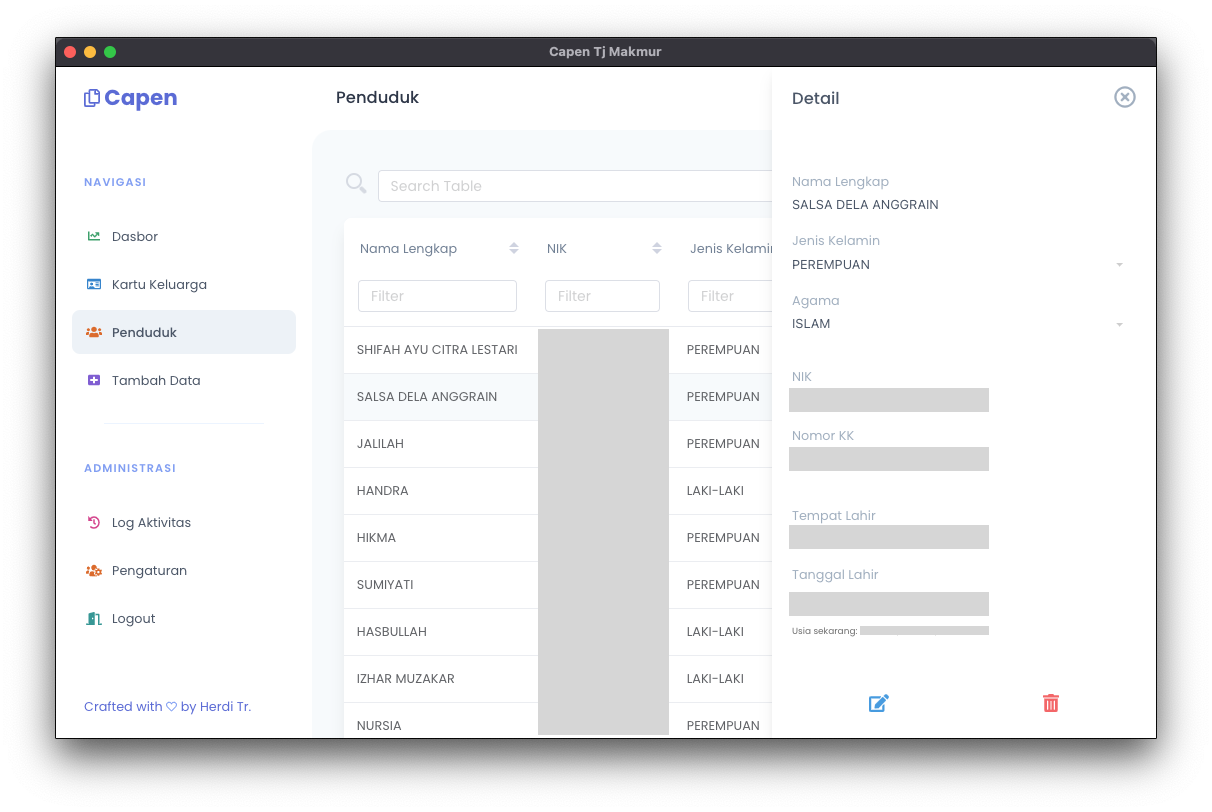 Capen Tj Makmur
Capen
NAVIGASI
Dasbor
Kartu Keluarga
Penduduk
Tambah Data
ADMINISTRASI
Log Aktivitas
Pengaturan
Logout
Crafted with ♡ by Herdi Tr.
Penduduk
Search Table
Nama Lengkap NIK Jenis Kelamin
Filter Filter Filter
SHIFAH AYU CITRA LESTARI PEREMPUAN
SALSA DELA ANGGRAIN PEREMPUAN
JALILAH PEREMPUAN
HANDRA LAKI-LAKI
HIKMA PEREMPUAN
SUMIYATI PEREMPUAN
HASBULLAH LAKI-LAKI
IZHAR MUZAKAR LAKI-LAKI
NURSIA PEREMPUAN
Detail
Nama Lengkap
SALSA DELA ANGGRAIN
Jenis Kelamin
PEREMPUAN
Agama
ISLAM
NIK
Nomor KK
Tempat Lahir
Tanggal Lahir
Usia sekarang: